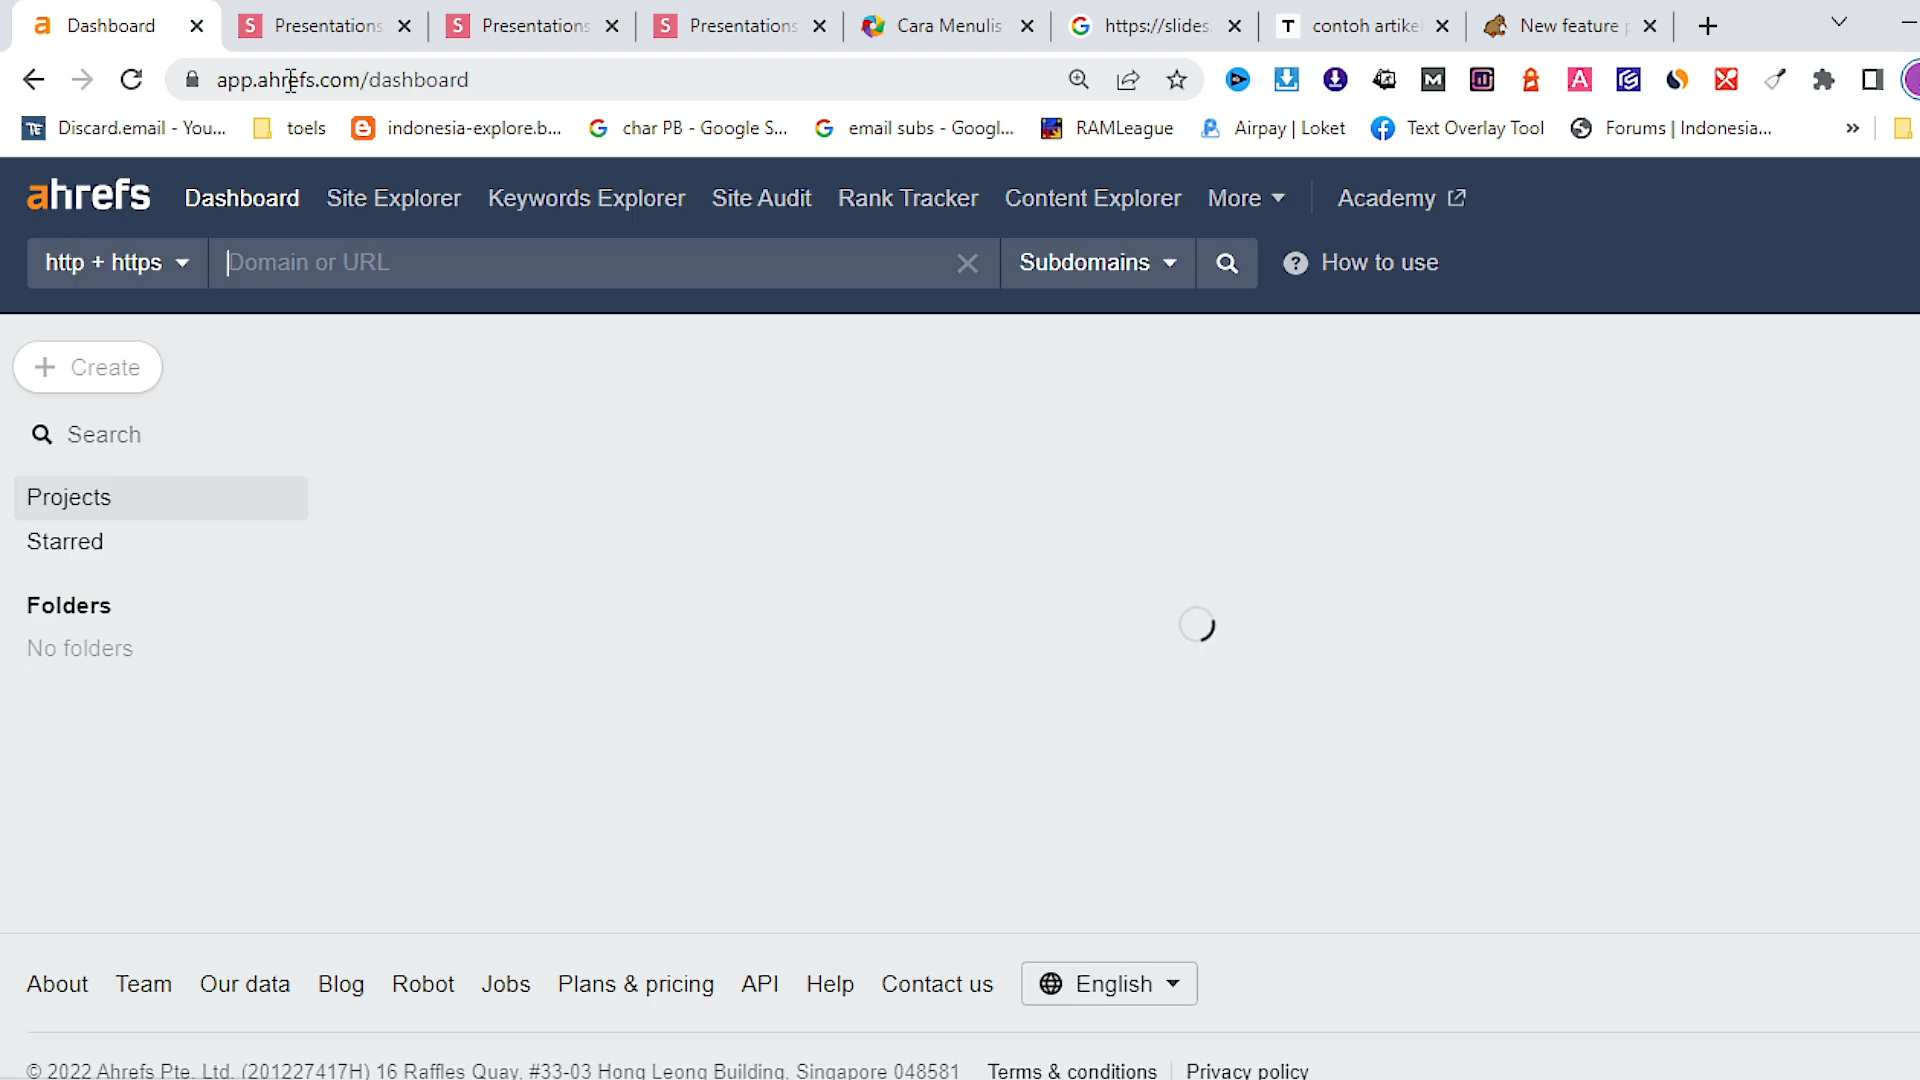 Dashboard Presentations Presentations Presentations Cara Menulis https://slides. contoh artikel New feature p
app.ahrefs.com/dashboard
Discard.email - You... toels indonesia-explore.b... char PB - Google S... email subs - Googl... RAMLeague Airpay | Loket Text Overlay Tool Forums | Indonesia... »
ahrefs Dashboard Site Explorer Keywords Explorer Site Audit Rank Tracker Content Explorer More Academy
http + https Domain or URL Subdomains How to use
+ Create
Search
Projects
Starred
Folders
No folders
About Team Our data Blog Robot Jobs Plans & pricing API Help Contact us English
© 2022 Ahrefs Pte. Ltd. (201227417H) 16 Raffles Quay, #33-03 Hong Leong Building, Singapore 048581 Terms & conditions Privacy policy